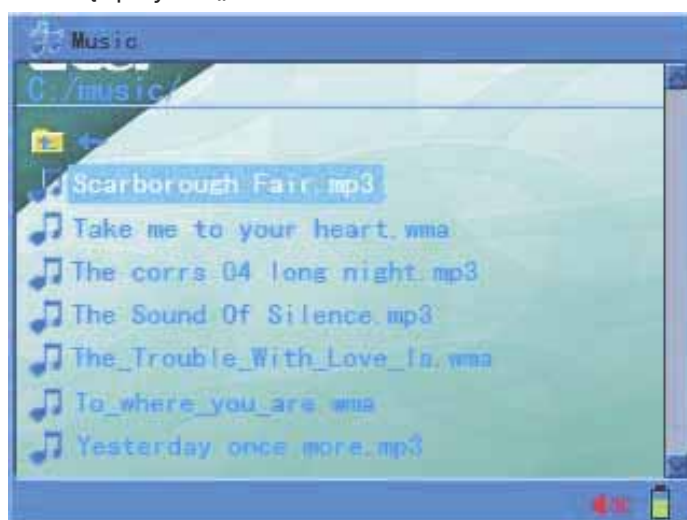 Music
C:/music/
Scarborough Fair.mp3
Take me to your heart.wma
The corrs 04 long night.mp3
The Sound Of Silence.mp3
The_Trouble_With_Love_Is.wma
To_where_you_are.wma
Yesterday once more.mp3